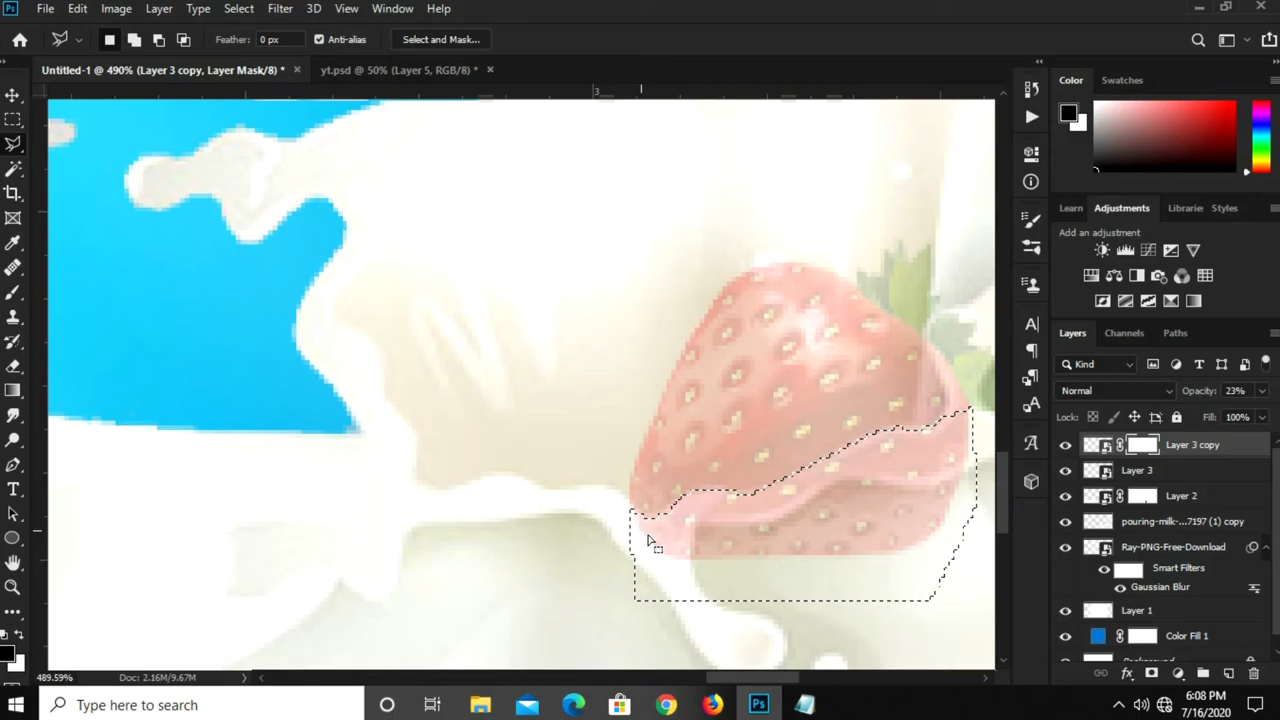 Ps File Edit Image Layer Type Select Filter 3D View Window Help
Feather: 0 px Anti-alias Select and Mask...
Untitled-1 @ 490% (Layer 3 copy, Layer Mask/8) * × yt.psd @ 50% (Layer 5, RGB/8) * ×
3
Color Swatches
Learn Adjustments Librarie Styles
Add an adjustment
Layers Channels Paths
Kind
Normal Opacity: 23%
Lock: Fill: 100%
Layer 3 copy
Layer 3
Layer 2
pouring-milk-...7197 (1) copy
Ray-PNG-Free-Download
Smart Filters
Gaussian Blur
Layer 1
Color Fill 1
489.59% Doc: 2.16M/9.67M
Type here to search
Ps
6:08 PM
7/16/2020